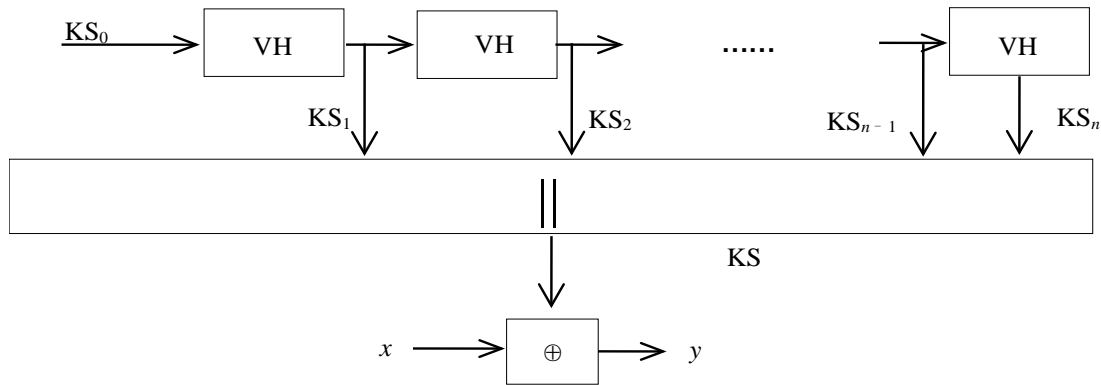 KS₀ VH VH …… VH
KS₁ KS₂ KSₙ₋₁ KSₙ
||
KS
x ⊕ y